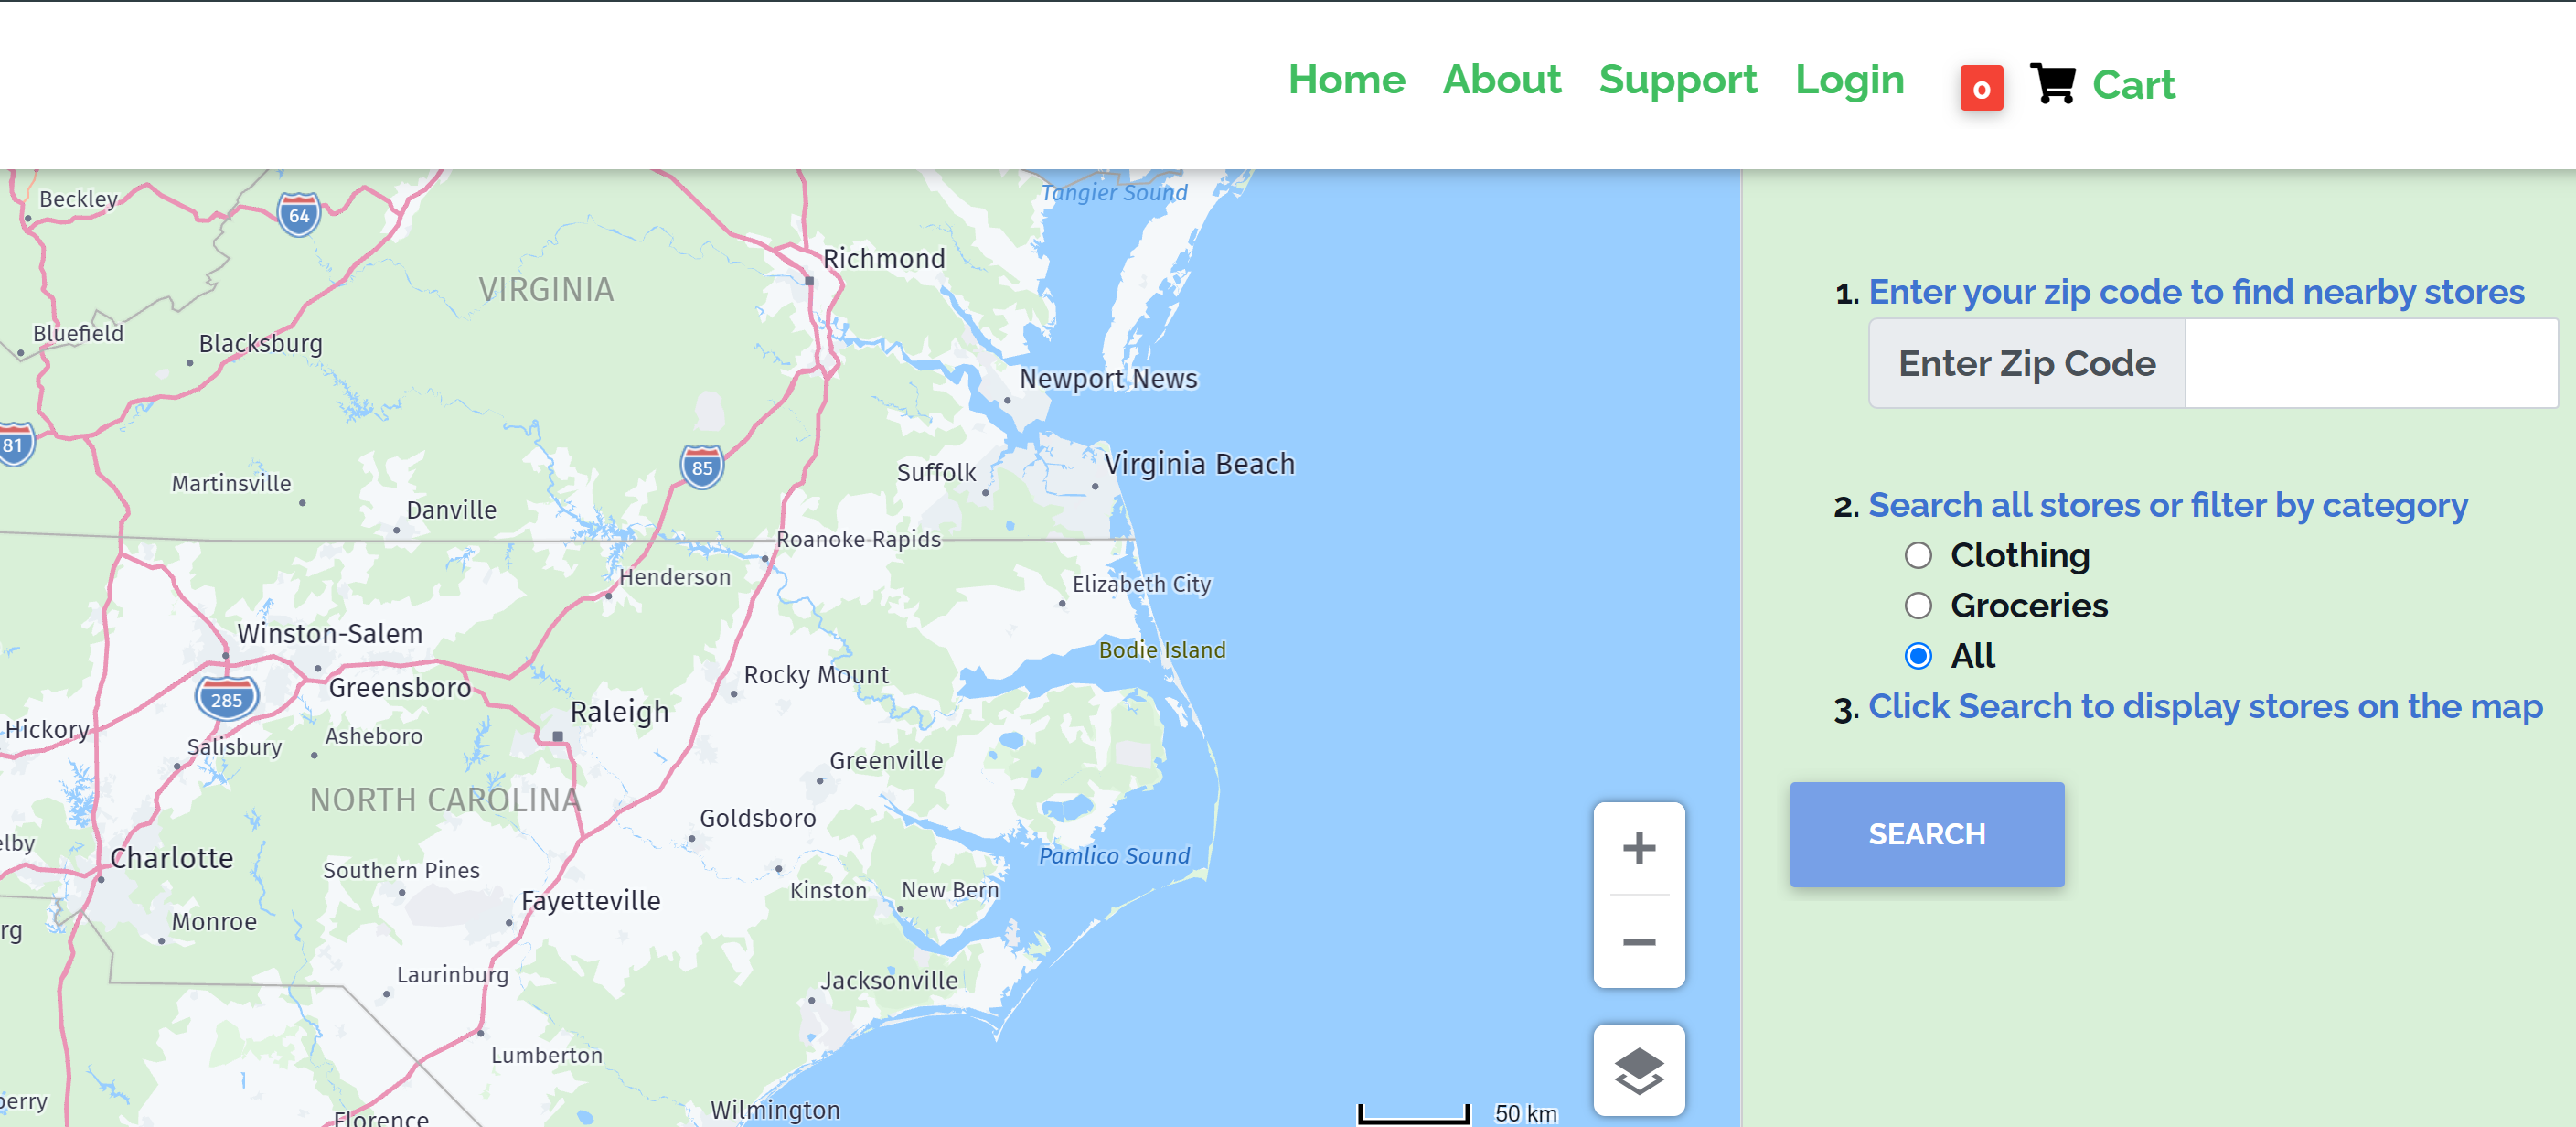 Home About Support Login 0 Cart
Tangier Sound
Beckley
64
Richmond
VIRGINIA
Bluefield
Blacksburg
Newport News
81
85
Virginia Beach
Suffolk
Martinsville
Danville
Roanoke Rapids
Henderson
Elizabeth City
Winston-Salem
Bodie Island
Rocky Mount
Greensboro
285
Raleigh
Hickory
Asheboro
Salisbury
Greenville
NORTH CAROLINA
Goldsboro
elby
Charlotte
Pamlico Sound
Southern Pines
Kinston
New Bern
Fayetteville
Monroe
rg
Laurinburg
Jacksonville
Lumberton
berry
Wilmington
Florence
50 km
1. Enter your zip code to find nearby stores
Enter Zip Code
2. Search all stores or filter by category
Clothing
Groceries
All
3. Click Search to display stores on the map
SEARCH